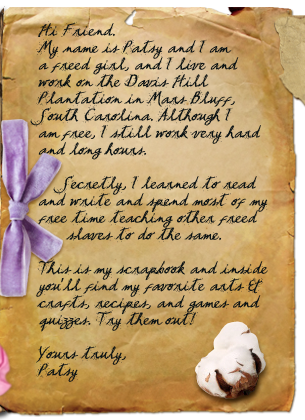 Hi Friend.
My name is Patsy and I am
a freed girl, and I live and
work on the Davis Hill
Plantation in Mars Bluff,
South Carolina. Although I
am free, I still work very hard
and long hours.
Secretly, I learned to read
and write and spend most of my
free time teaching other freed
slaves to do the same.
This is my scrapbook and inside
you'll find my favorite arts &
crafts, recipes, and games and
quizzes. Try them out!
Yours truly,
Patsy